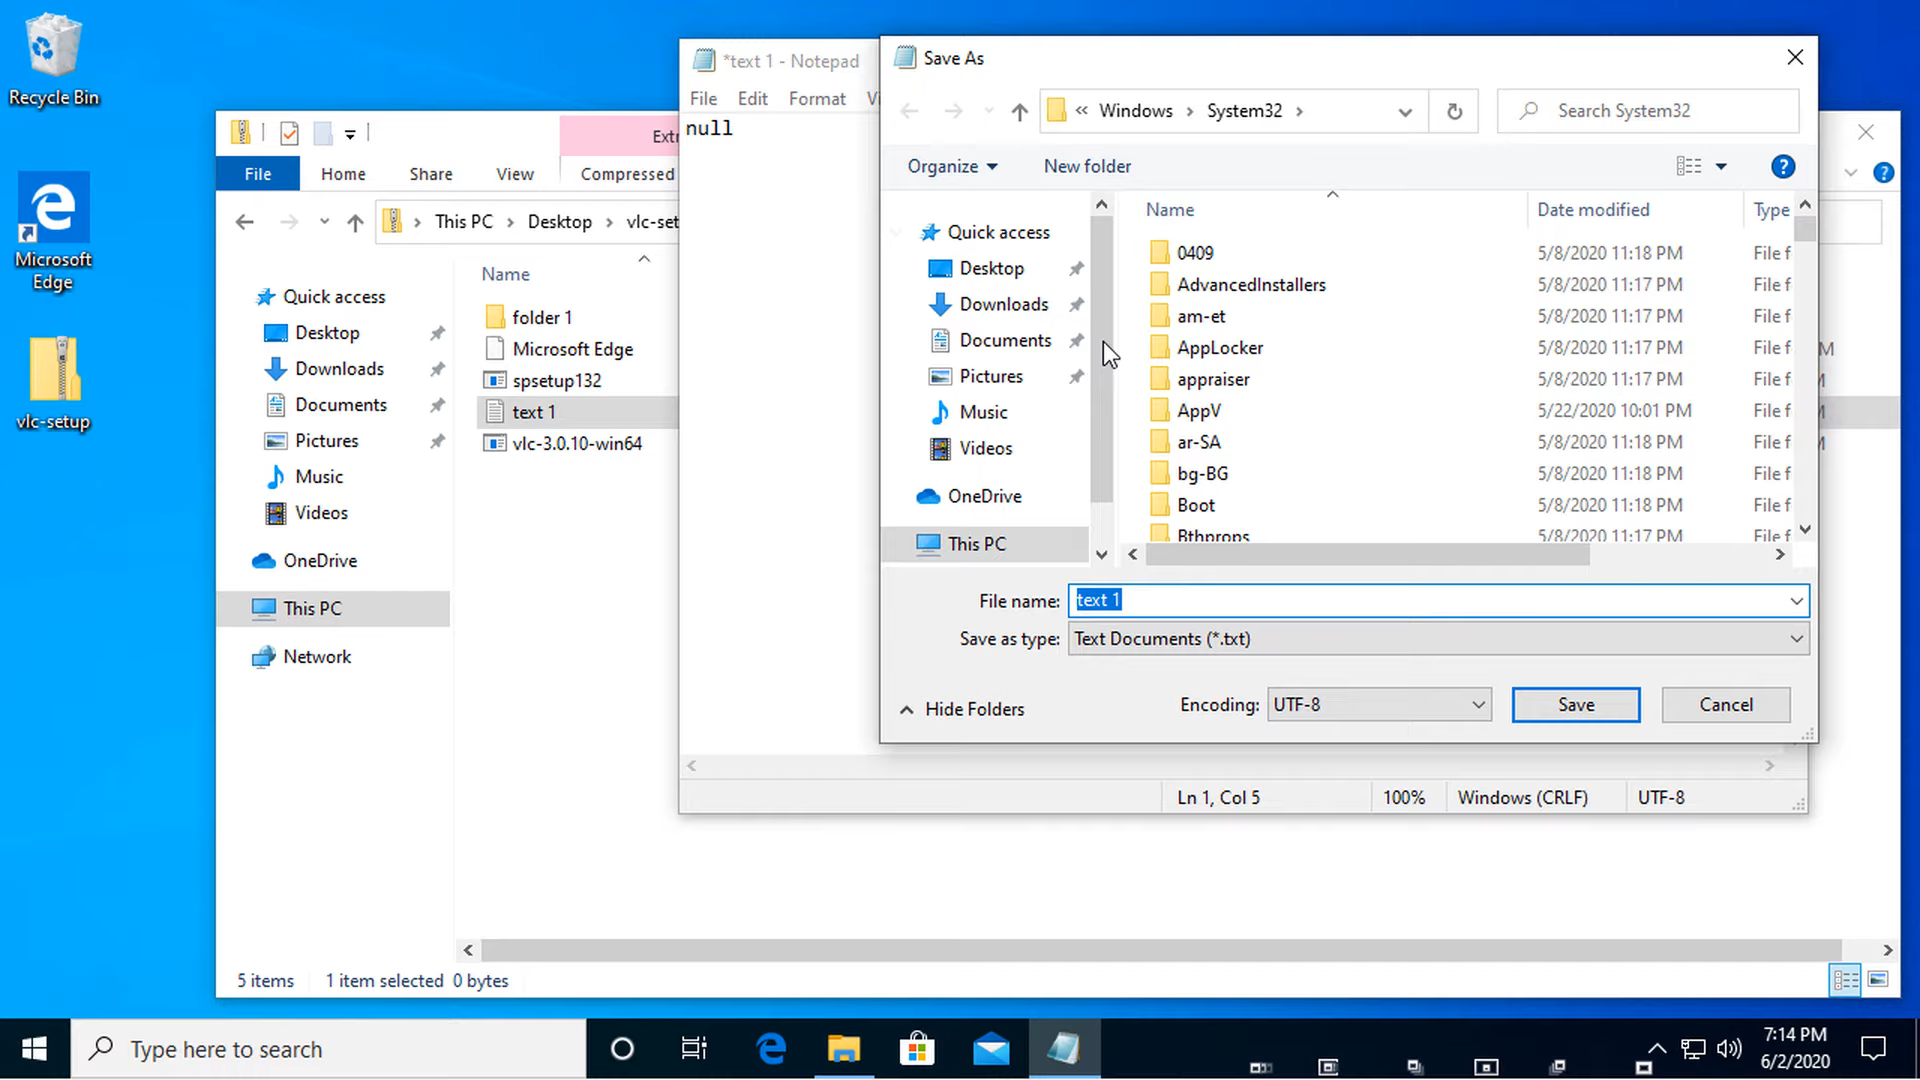 Recycle Bin
Microsoft
Edge
vlc-setup
Extr
File
Home
Share
View
Compressed
This PC
Desktop
vlc-set
Quick access
Desktop
Downloads
Documents
Pictures
Music
Videos
OneDrive
This PC
Network
Name
folder 1
Microsoft Edge
spsetup132
text 1
vlc-3.0.10-win64
5 items
1 item selected 0 bytes
*text 1 - Notepad
File Edit Format Vi
null
Ln 1, Col 5
100%
Windows (CRLF)
UTF-8
Save As
« Windows › System32 ›
Search System32
Organize
New folder
Quick access
Desktop
Downloads
Documents
Pictures
Music
Videos
OneDrive
This PC
Name Date modified Type
0409 5/8/2020 11:18 PM File f
AdvancedInstallers 5/8/2020 11:17 PM File f
am-et 5/8/2020 11:17 PM File f
AppLocker 5/8/2020 11:17 PM File f
appraiser 5/8/2020 11:17 PM File f
AppV 5/22/2020 10:01 PM File f
ar-SA 5/8/2020 11:18 PM File f
bg-BG 5/8/2020 11:17 PM File f
Boot 5/8/2020 11:18 PM File f
Bthprops 5/8/2020 11:17 PM File f
File name: text 1
Save as type: Text Documents (*.txt)
Hide Folders
Encoding: UTF-8
Save
Cancel
Type here to search
7:14 PM
6/2/2020